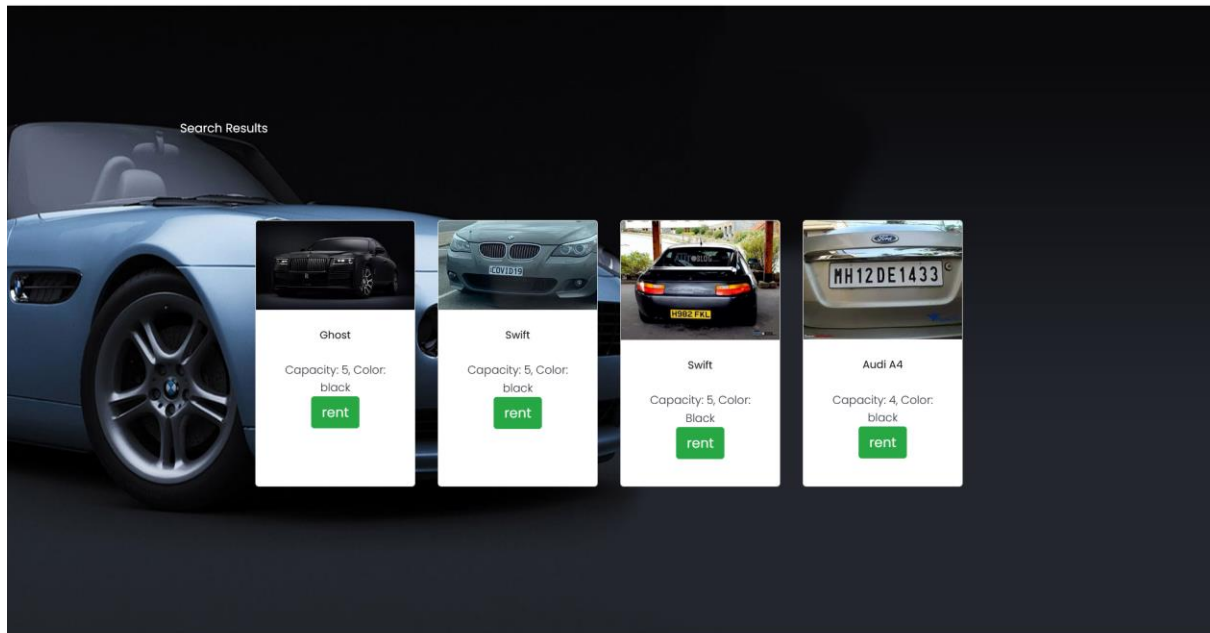 Search Results
COVID19
H982 FKL
Ford
MH12DE1433
Ghost
Swift
Swift
Audi A4
Capacity: 5, Color:
black
rent
Capacity: 5, Color:
black
rent
Capacity: 5, Color:
Black
rent
Capacity: 4, Color:
black
rent